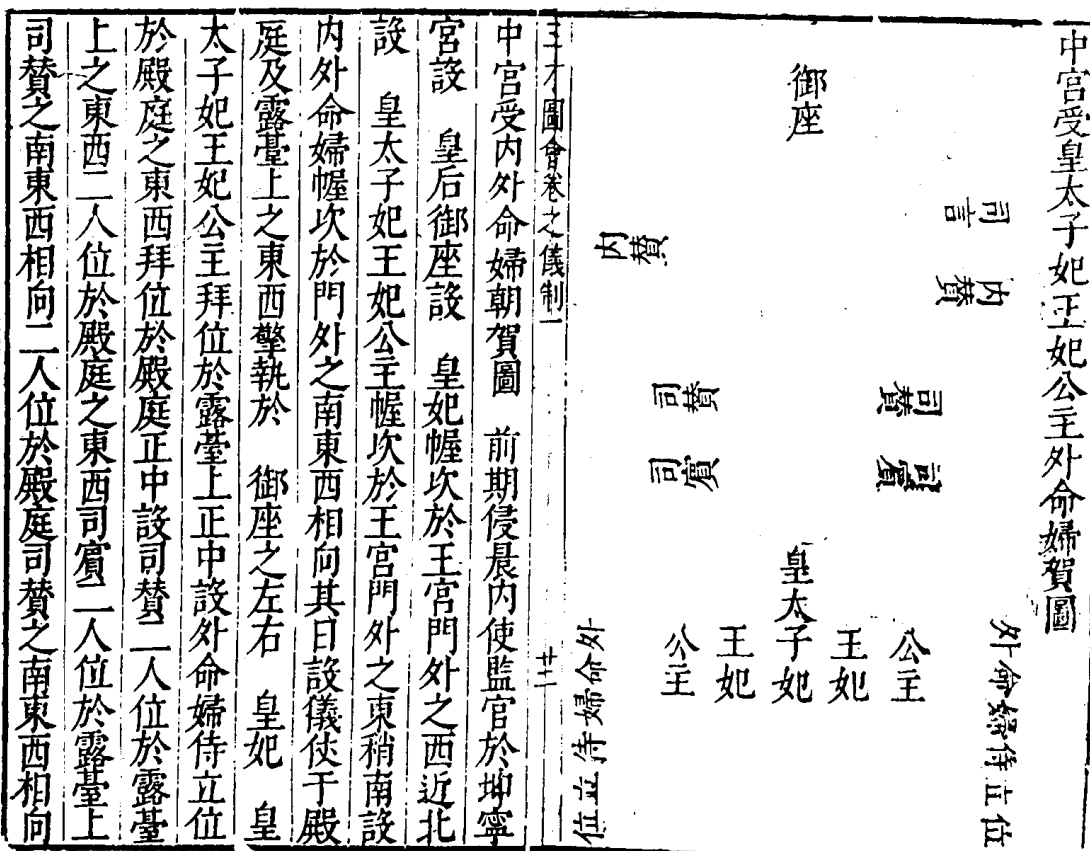 中宮受皇太子妃王妃公主外命婦賀圖
外命婦侍立位
司言
内贊
司贊
司賓
公主
王妃
御座
皇太子妃
王妃
司贊
司賓
公主
内贊
外命婦侍立位
三才圖會卷之儀制一 廿二
中宮受内外命婦朝賀圖 前期侵晨内使監官於坤寧
宮設 皇后御座設 皇妃幄次於王宮門外之西近北
設 皇太子妃王妃公主幄次於王宮門外之東稍南設
内外命婦幄次於門外之南東西相向其日設儀仗于殿
庭及露臺上之東西擎執於 御座之左右 皇妃 皇
太子妃王妃公主拜位於露臺上正中設外命婦侍立位
於殿庭之東西拜位於殿庭正中設司贊二人位於露臺
上之東西二人位於殿庭之東西司賓二人位於露臺上
司贊之南東西相向二人位於殿庭司贊之南東西相向